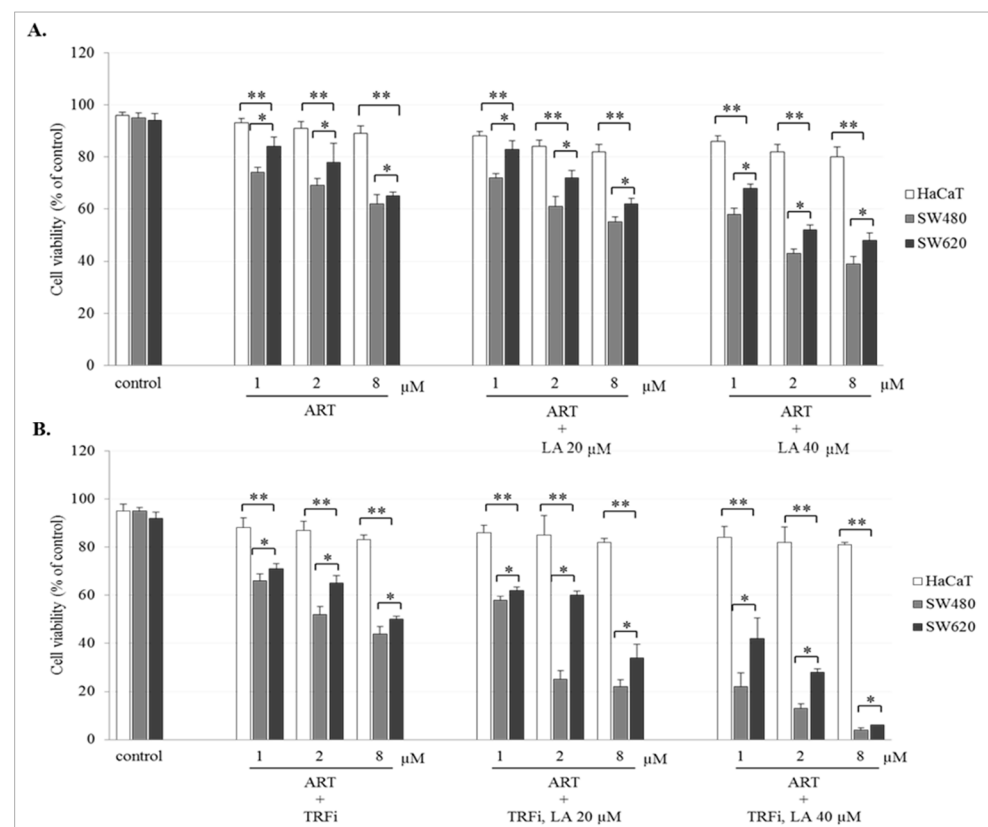 A.
120
100
80
60
40
20
0
Cell viability (% of control)
** ** ** ** ** ** ** ** **
* * * * * * * * *
HaCaT
SW480
SW620
control 1 2 8 µM 1 2 8 µM 1 2 8 µM
ART ART ART
+ +
LA 20 µM LA 40 µM
B.
120
100
80
60
40
20
0
Cell viability (% of control)
** ** ** ** ** ** ** ** **
* * * * * * * * *
HaCaT
SW480
SW620
control 1 2 8 µM 1 2 8 µM 1 2 8 µM
ART ART ART
+ + +
TRFi TRFi, LA 20 µM TRFi, LA 40 µM